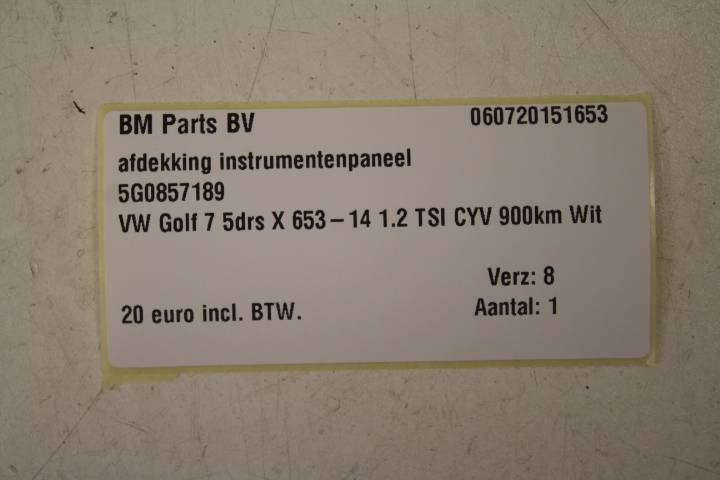 BM Parts BV 060720151653
afdekking instrumentenpaneel
5G0857189
VW Golf 7 5drs X 653-14 1.2 TSI CYV 900km Wit
Verz: 8
20 euro incl. BTW. Aantal: 1